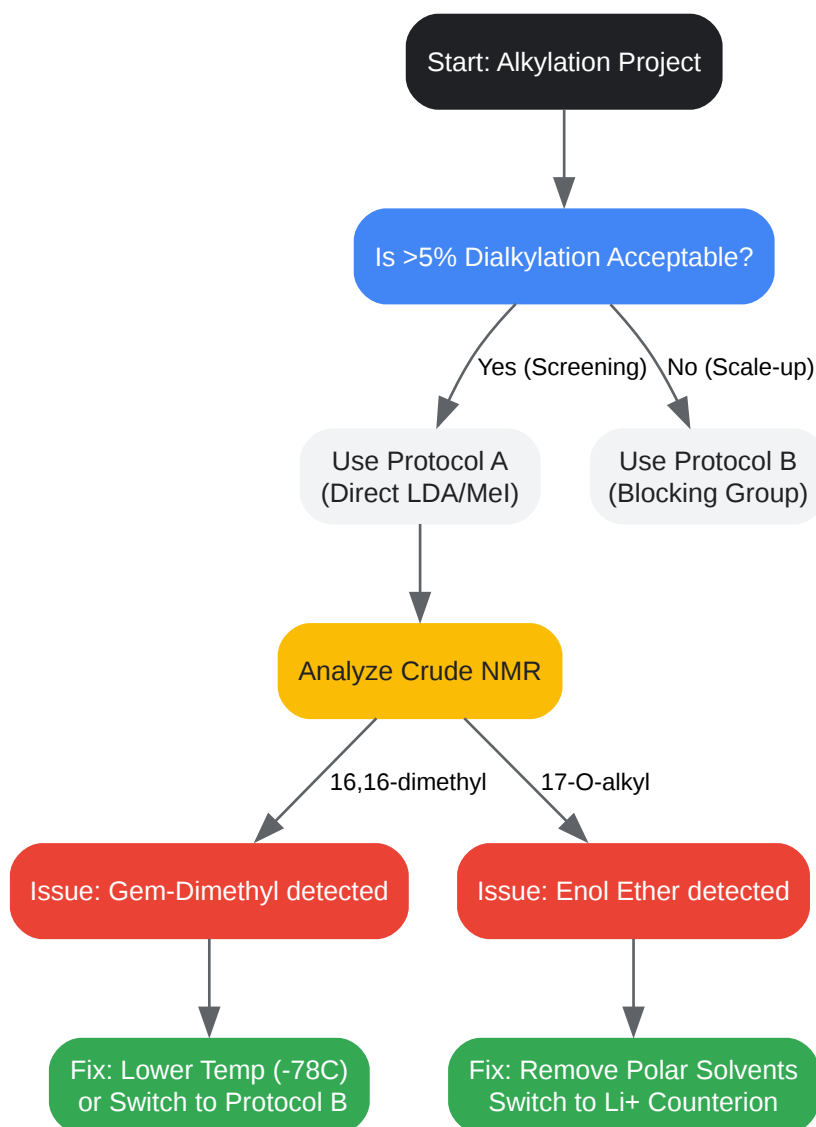 Start: Alkylation Project
Is >5% Dialkylation Acceptable?
Yes (Screening)
No (Scale-up)
Use Protocol A
(Direct LDA/MeI)
Use Protocol B
(Blocking Group)
Analyze Crude NMR
16,16-dimethyl
17-O-alkyl
Issue: Gem-Dimethyl detected
Issue: Enol Ether detected
Fix: Lower Temp (-78C)
or Switch to Protocol B
Fix: Remove Polar Solvents
Switch to Li+ Counterion